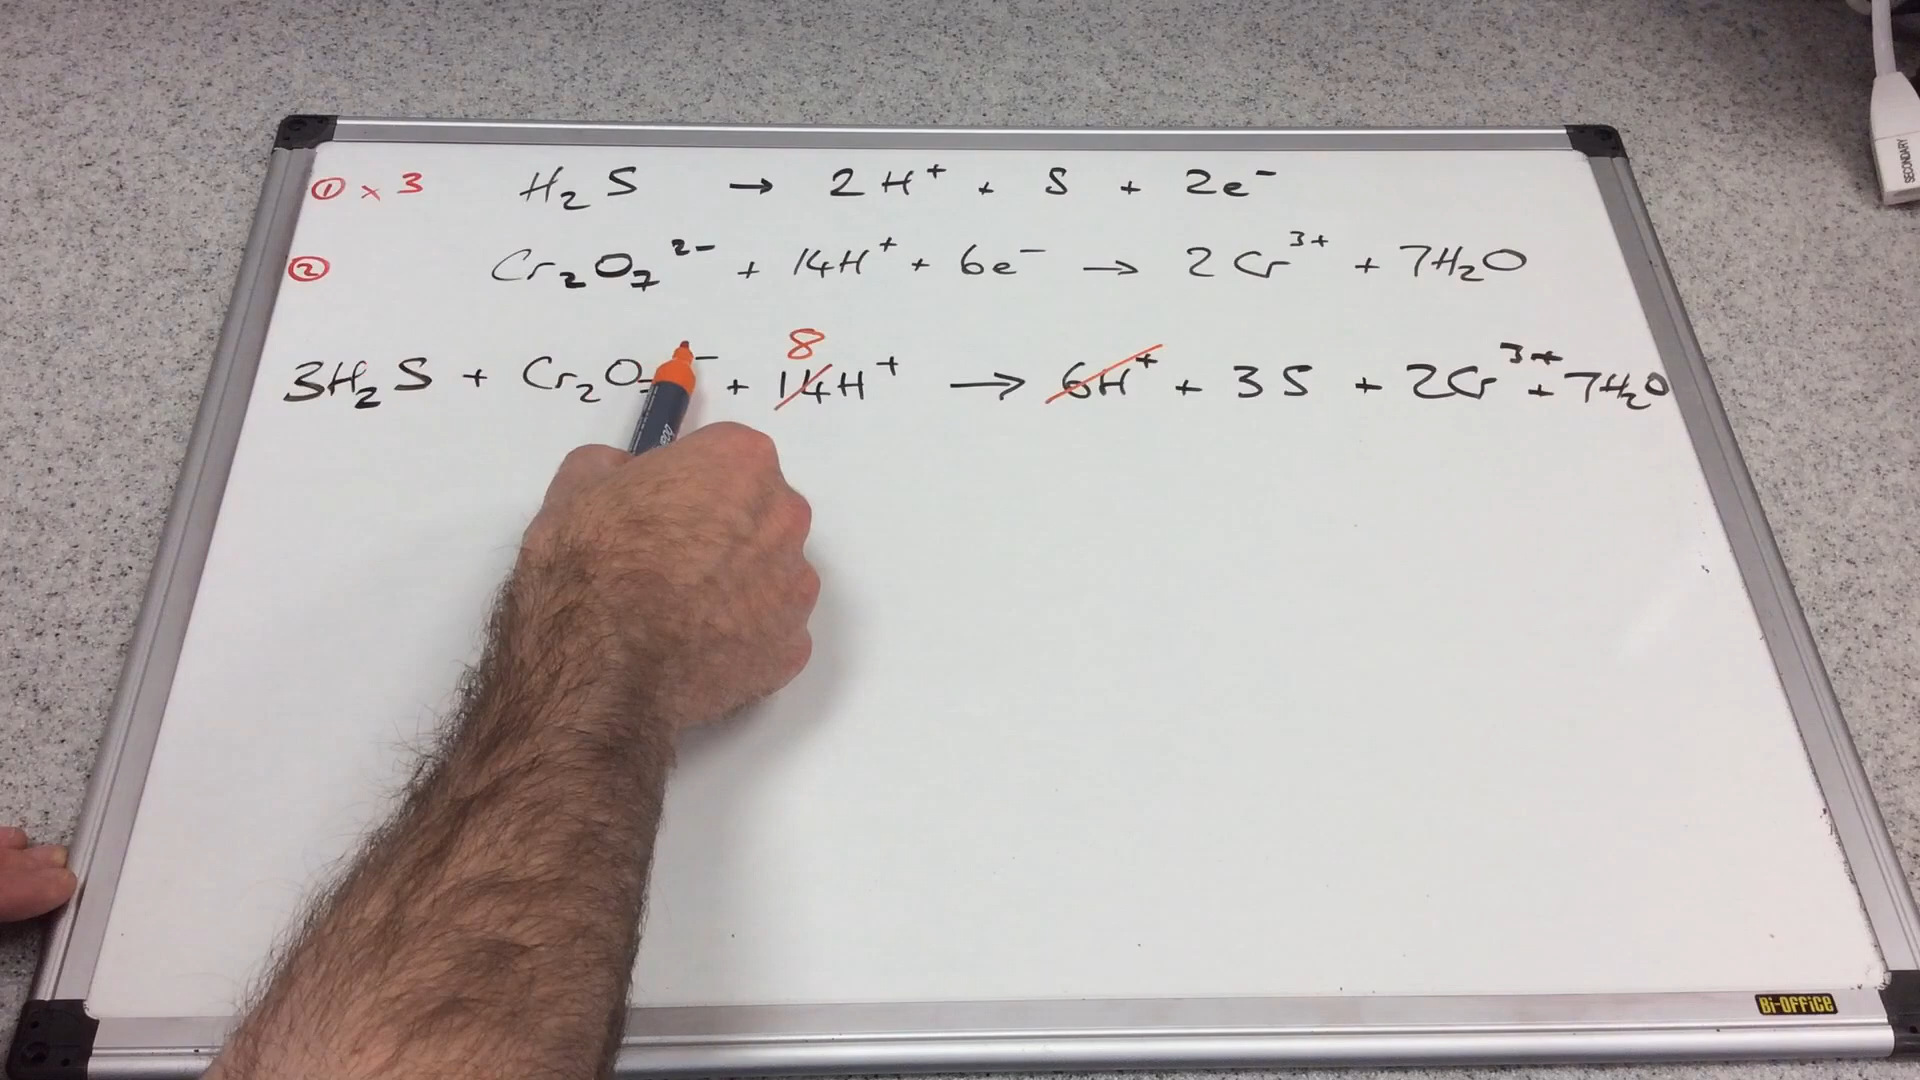 ① x 3 H₂S → 2H⁺ + S + 2e⁻
② Cr₂O₇²⁻ + 14H⁺ + 6e⁻ → 2Cr³⁺ + 7H₂O
8
3H₂S + Cr₂O ⁻ + 14H⁺ → 6H⁺ + 3S + 2Cr³⁺ + 7H₂O
SECONDARY
Bi-OFFiCE